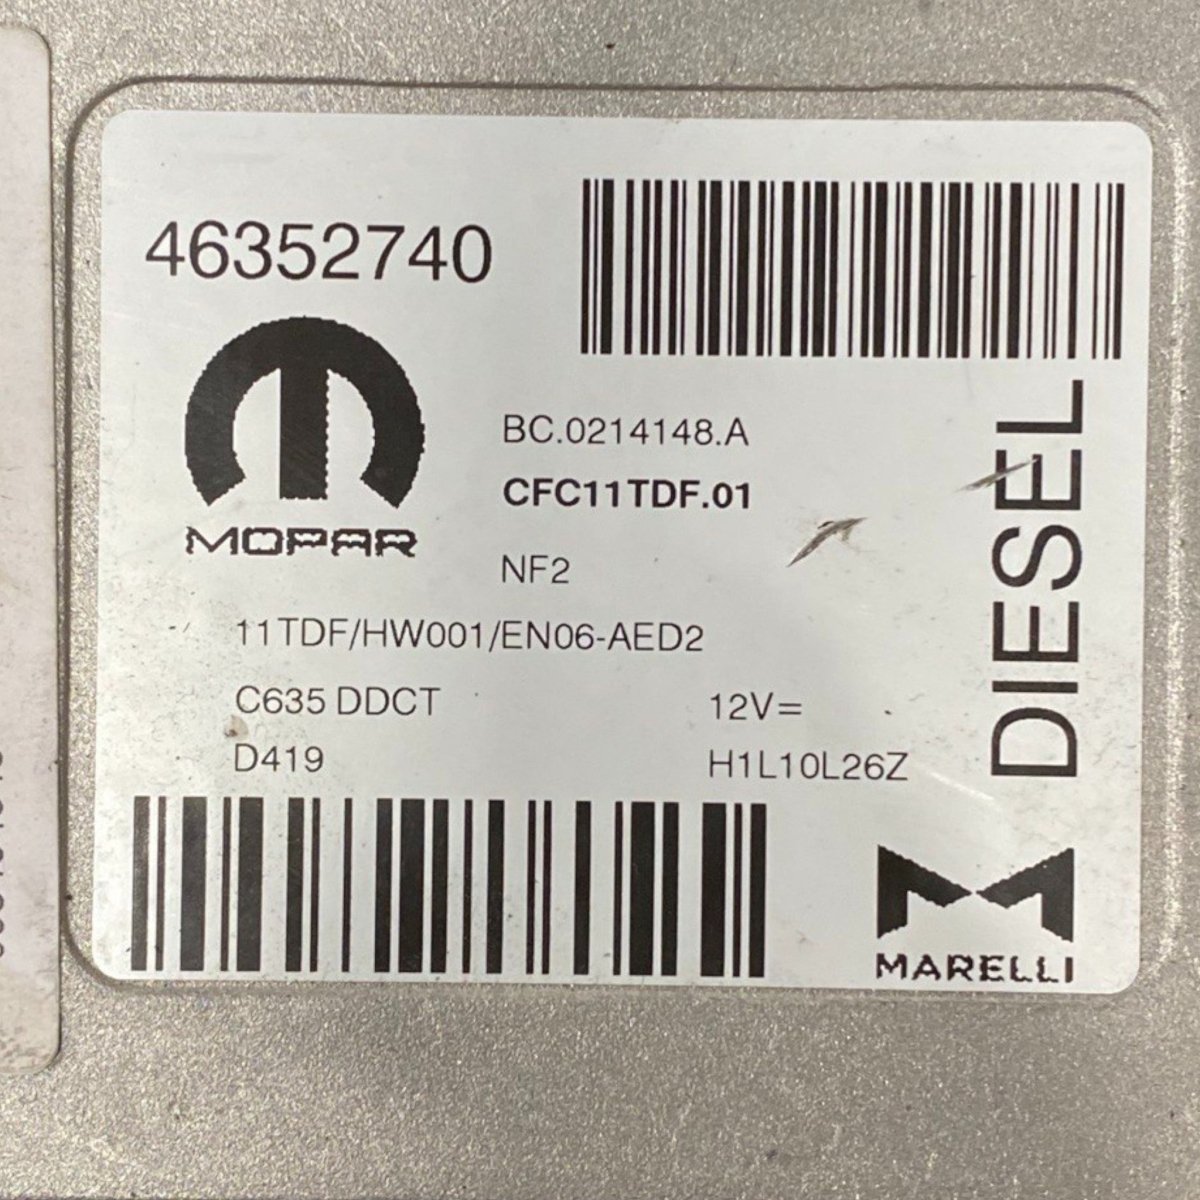 46352740
MOPAR
BC.0214148.A
CFC11TDF.01
NF2
11TDF/HW001/EN06-AED2
C635 DDCT
12V=
D419
H1L10L26Z
DIESEL
MARELLI